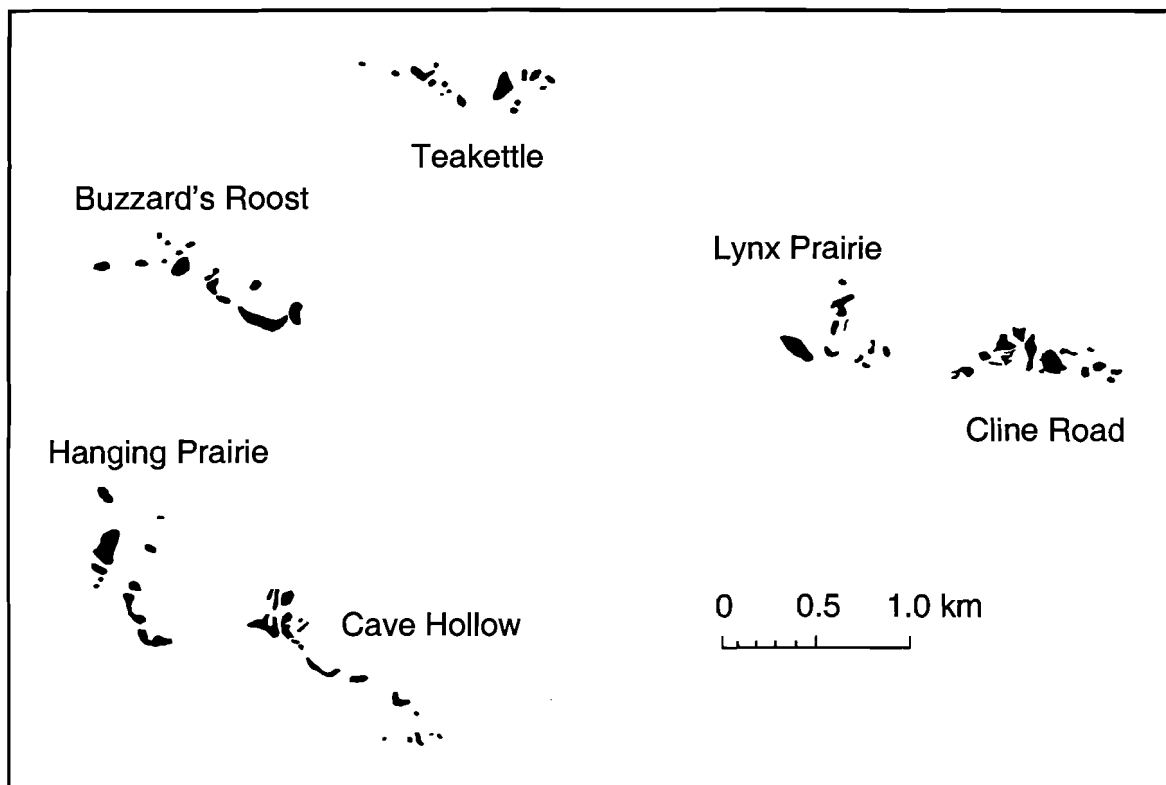 Teakettle
Buzzard's Roost
Lynx Prairie
Cline Road
Hanging Prairie
Cave Hollow
0 0.5 1.0 km